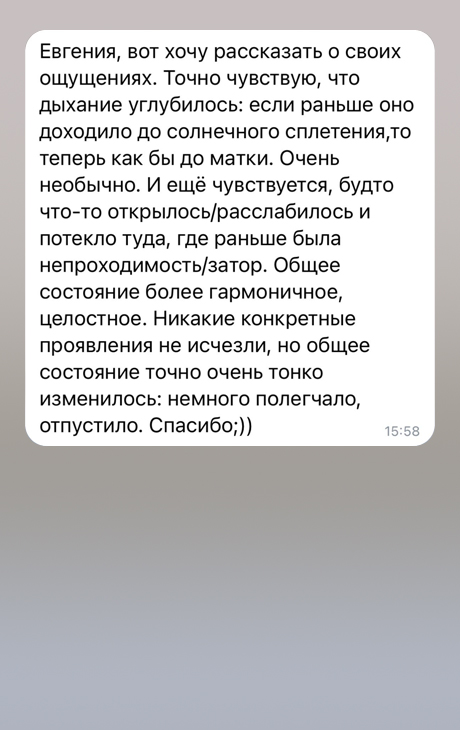 Евгения, вот хочу рассказать о своих
ощущениях. Точно чувствую, что
дыхание углубилось: если раньше оно
доходило до солнечного сплетения,то
теперь как бы до матки. Очень
необычно. И ещё чувствуется, будто
что-то открылось/расслабилось и
потекло туда, где раньше была
непроходимость/затор. Общее
состояние более гармоничное,
целостное. Никакие конкретные
проявления не исчезли, но общее
состояние точно очень тонко
изменилось: немного полегчало,
отпустило. Спасибо;))
15:58